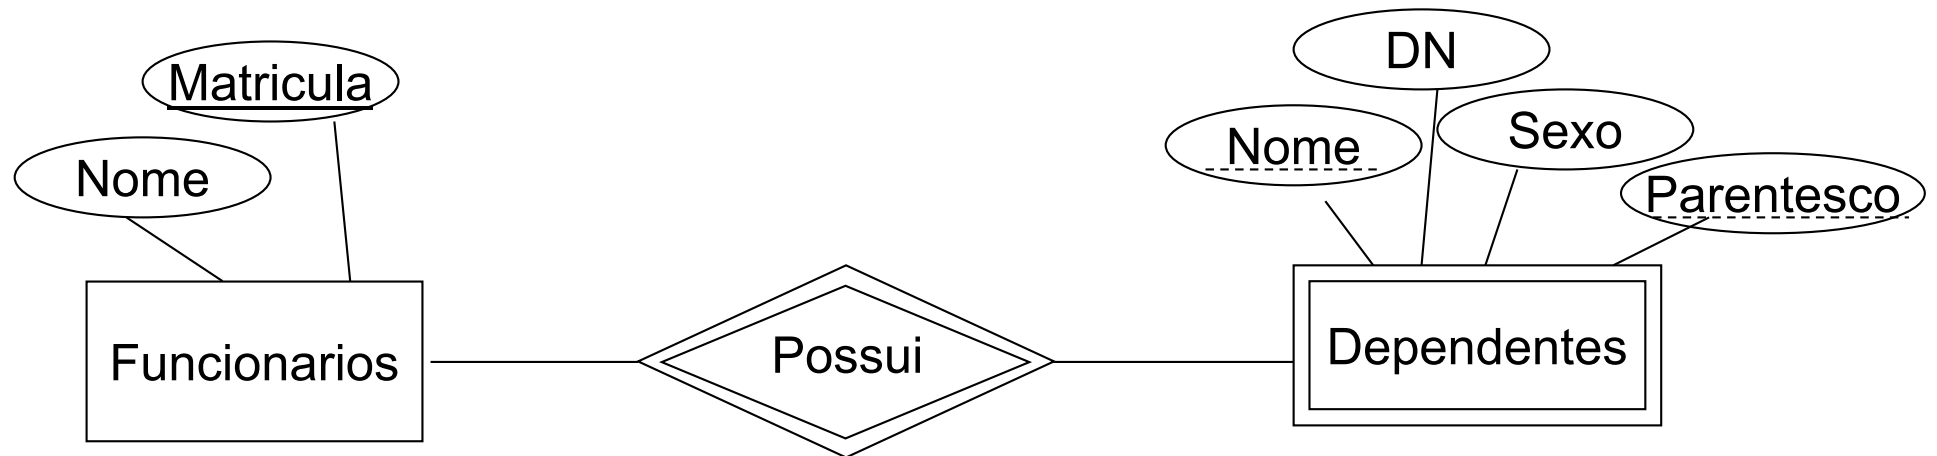 Matricula
Nome
DN
Nome
Sexo
Parentesco
Funcionarios
Possui
Dependentes